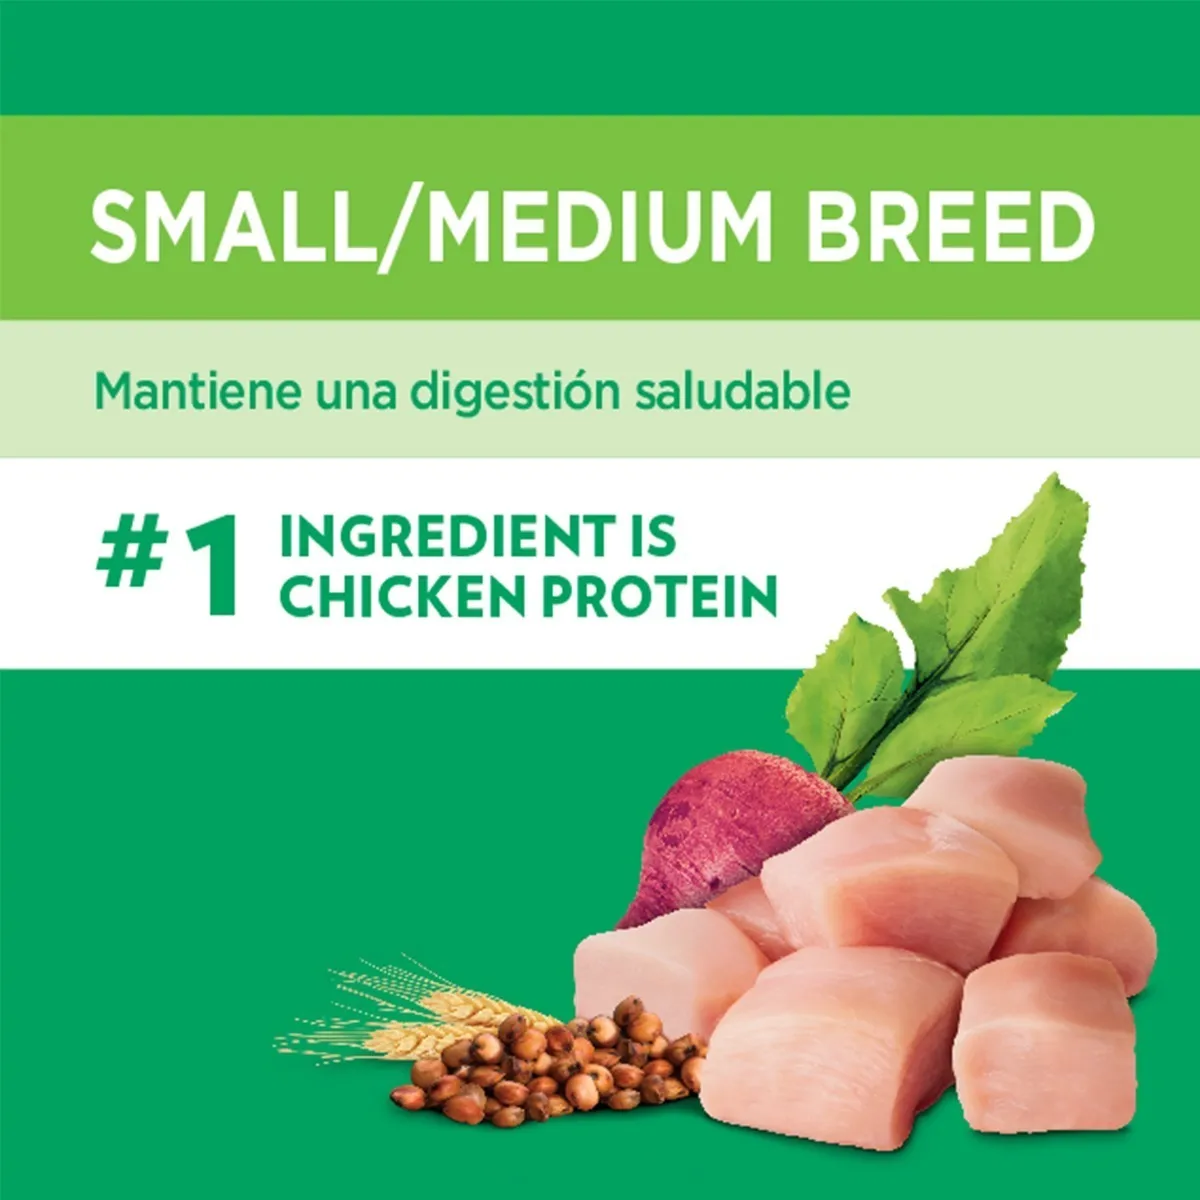 SMALL/MEDIUM BREED
Mantiene una digestión saludable
#1 INGREDIENT IS
CHICKEN PROTEIN